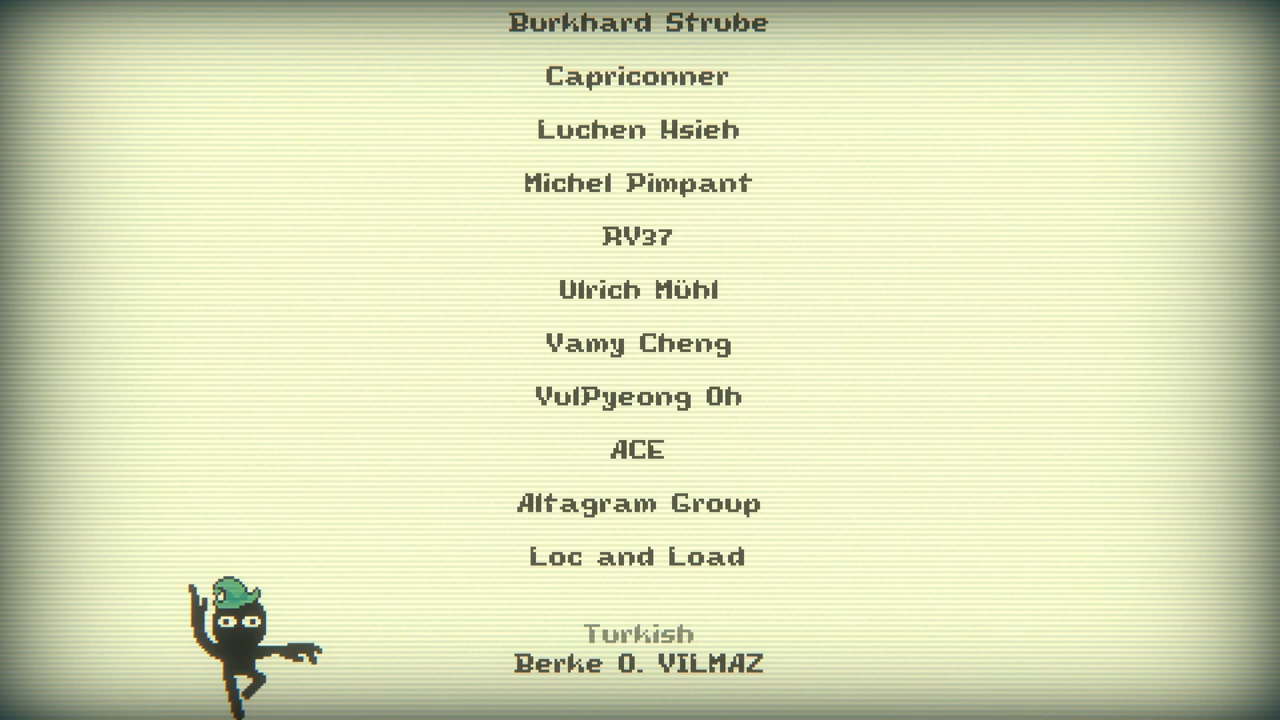 Burkhard Strube
Capriconner
Luchen Hsieh
Michel Pimpant
RV37
Ulrich Mühl
Yamy Cheng
YulPyeong Oh
ACE
Altagram Group
Loc and Load
Turkish
Berke O. YILMAZ